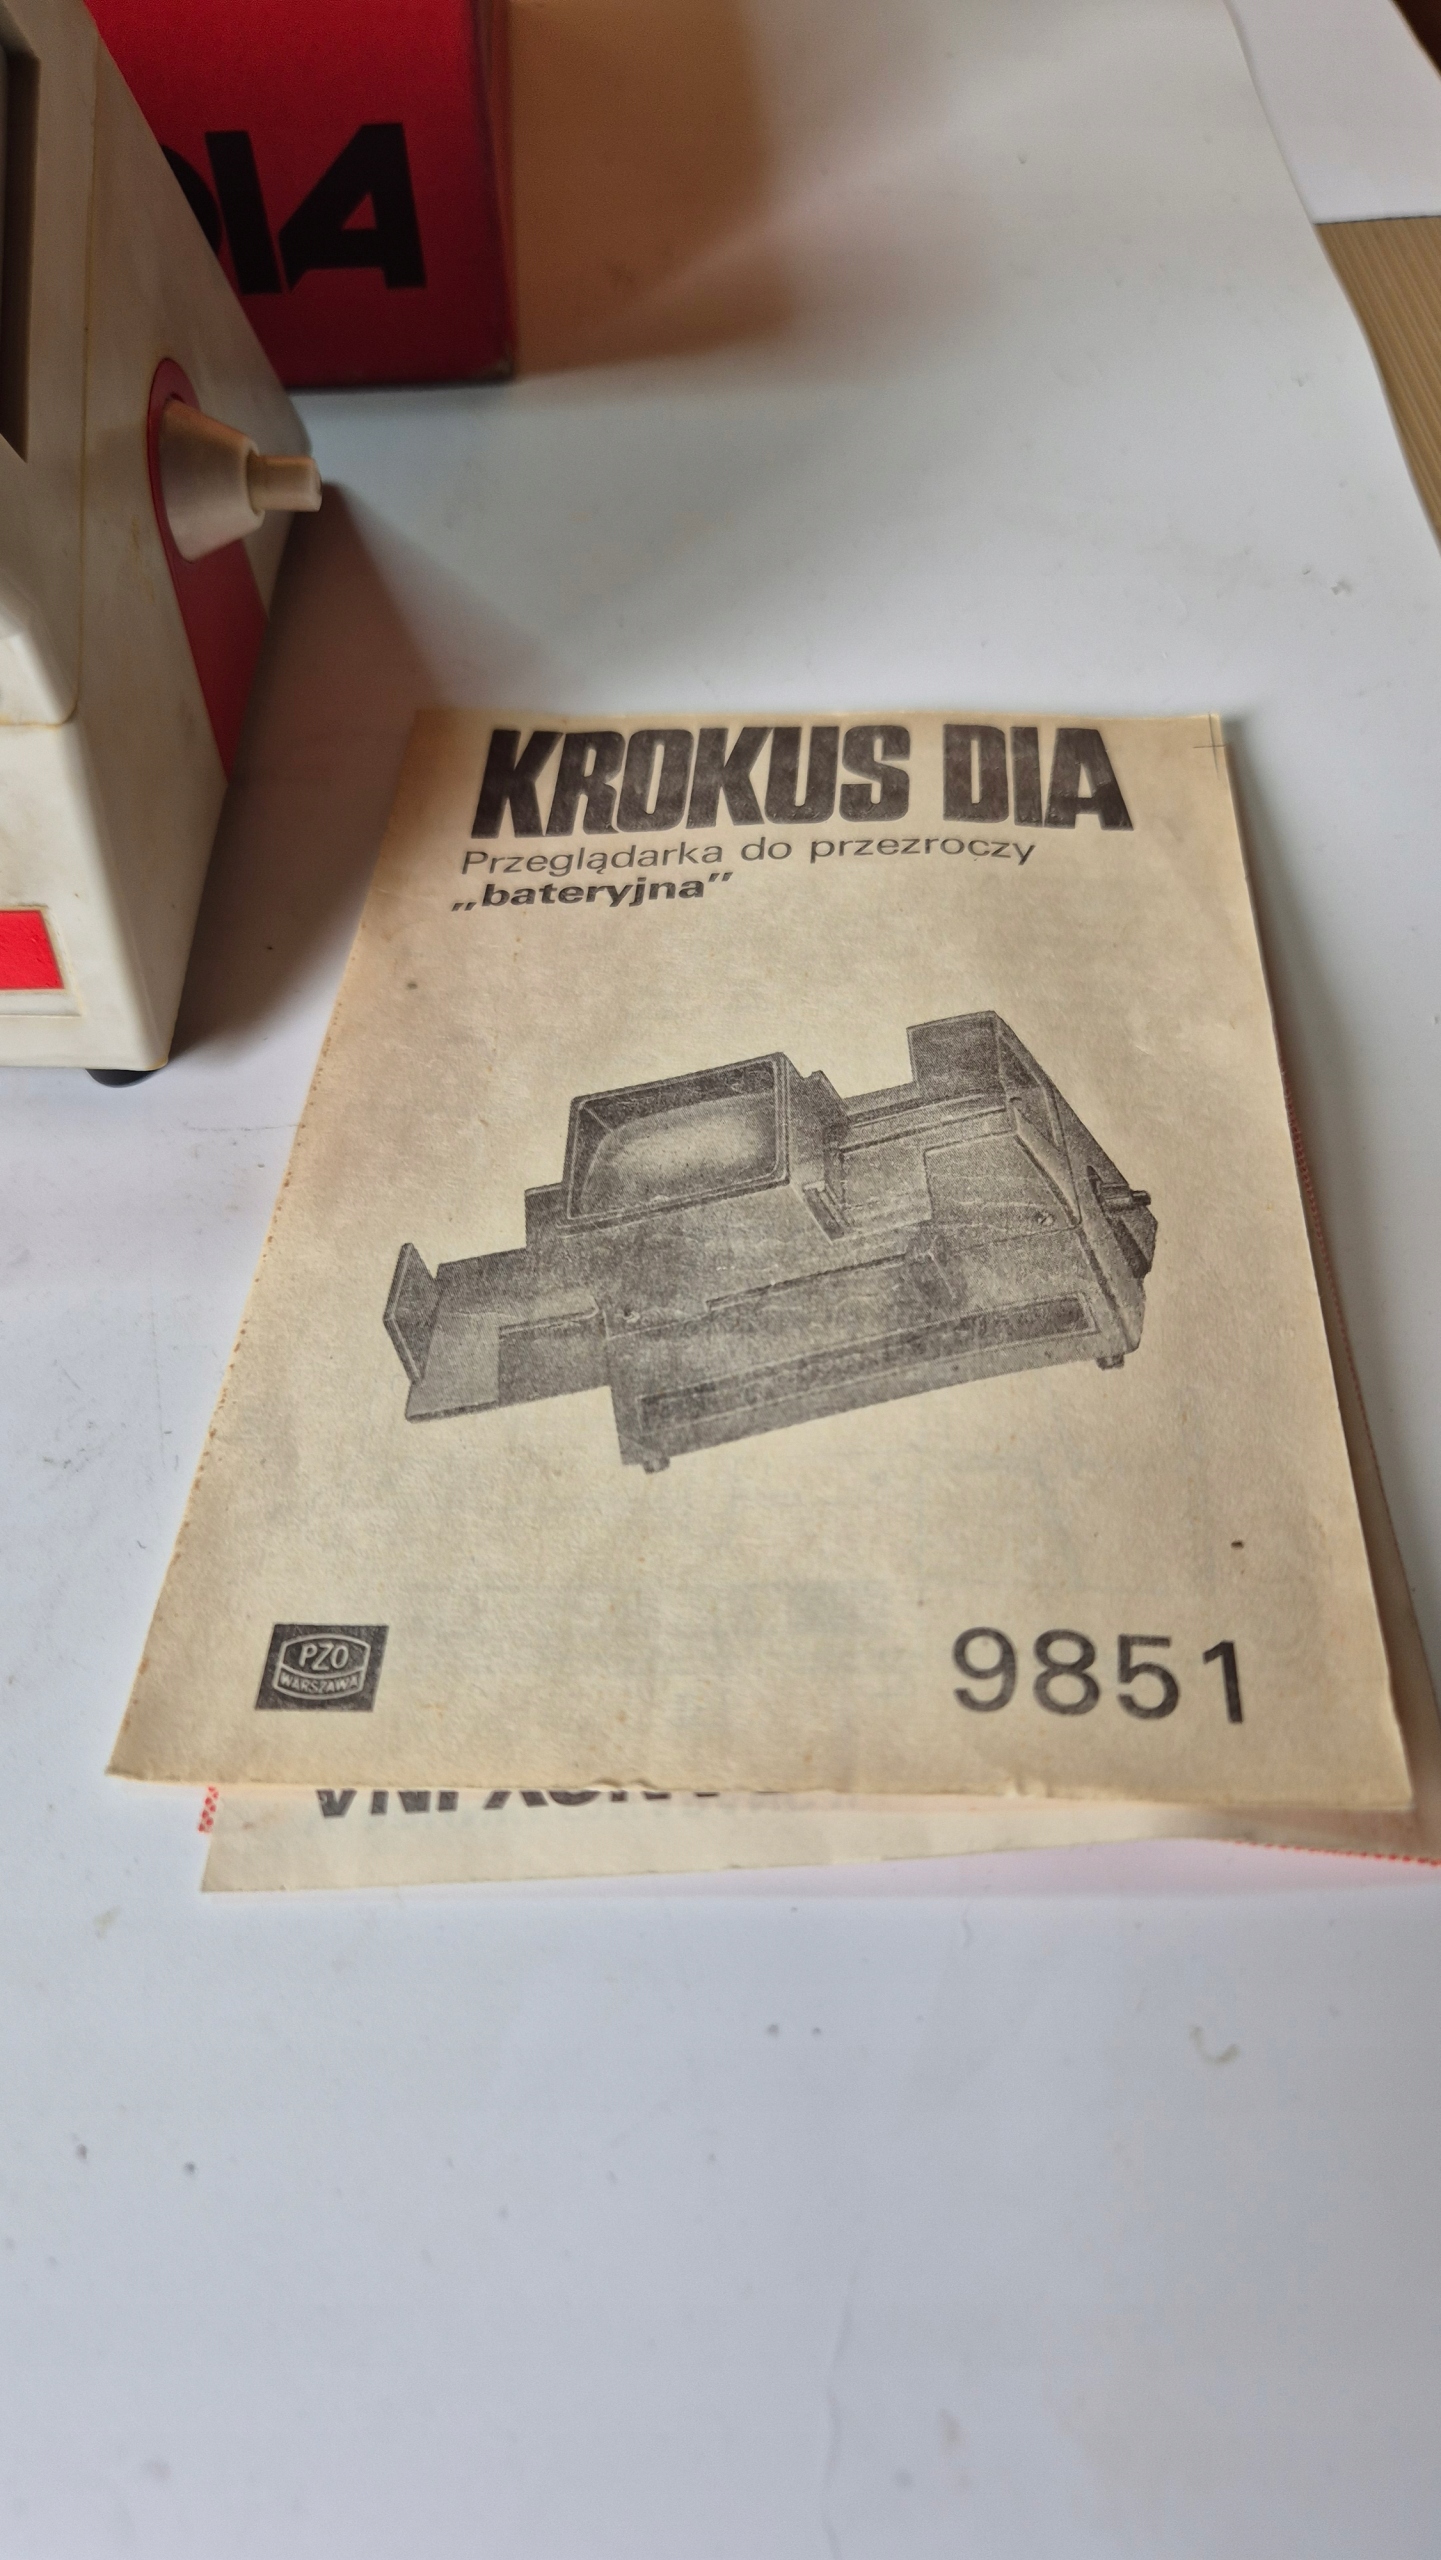 DIA
KROKUS DIA
Przeglądarka do przezroczy
„bateryjna”
PZO
WARSZAWA
9851